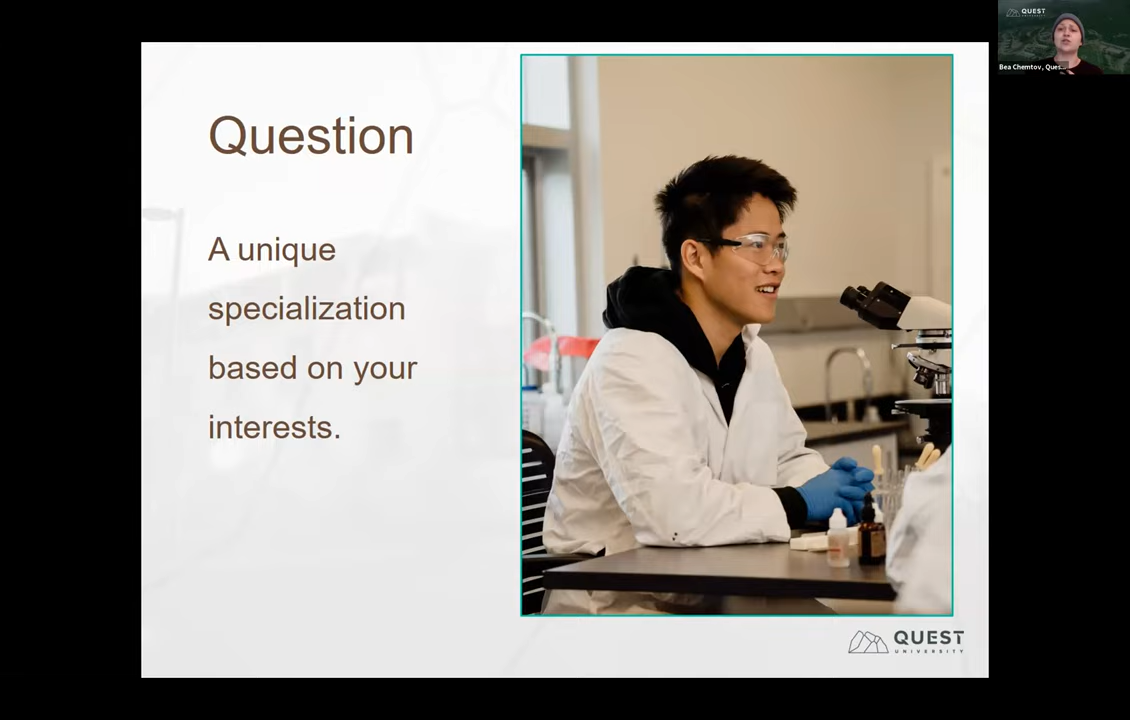 Question
A unique
specialization
based on your
interests.
QUEST
UNIVERSITY
QUEST
Bea Chemtov, Ques...